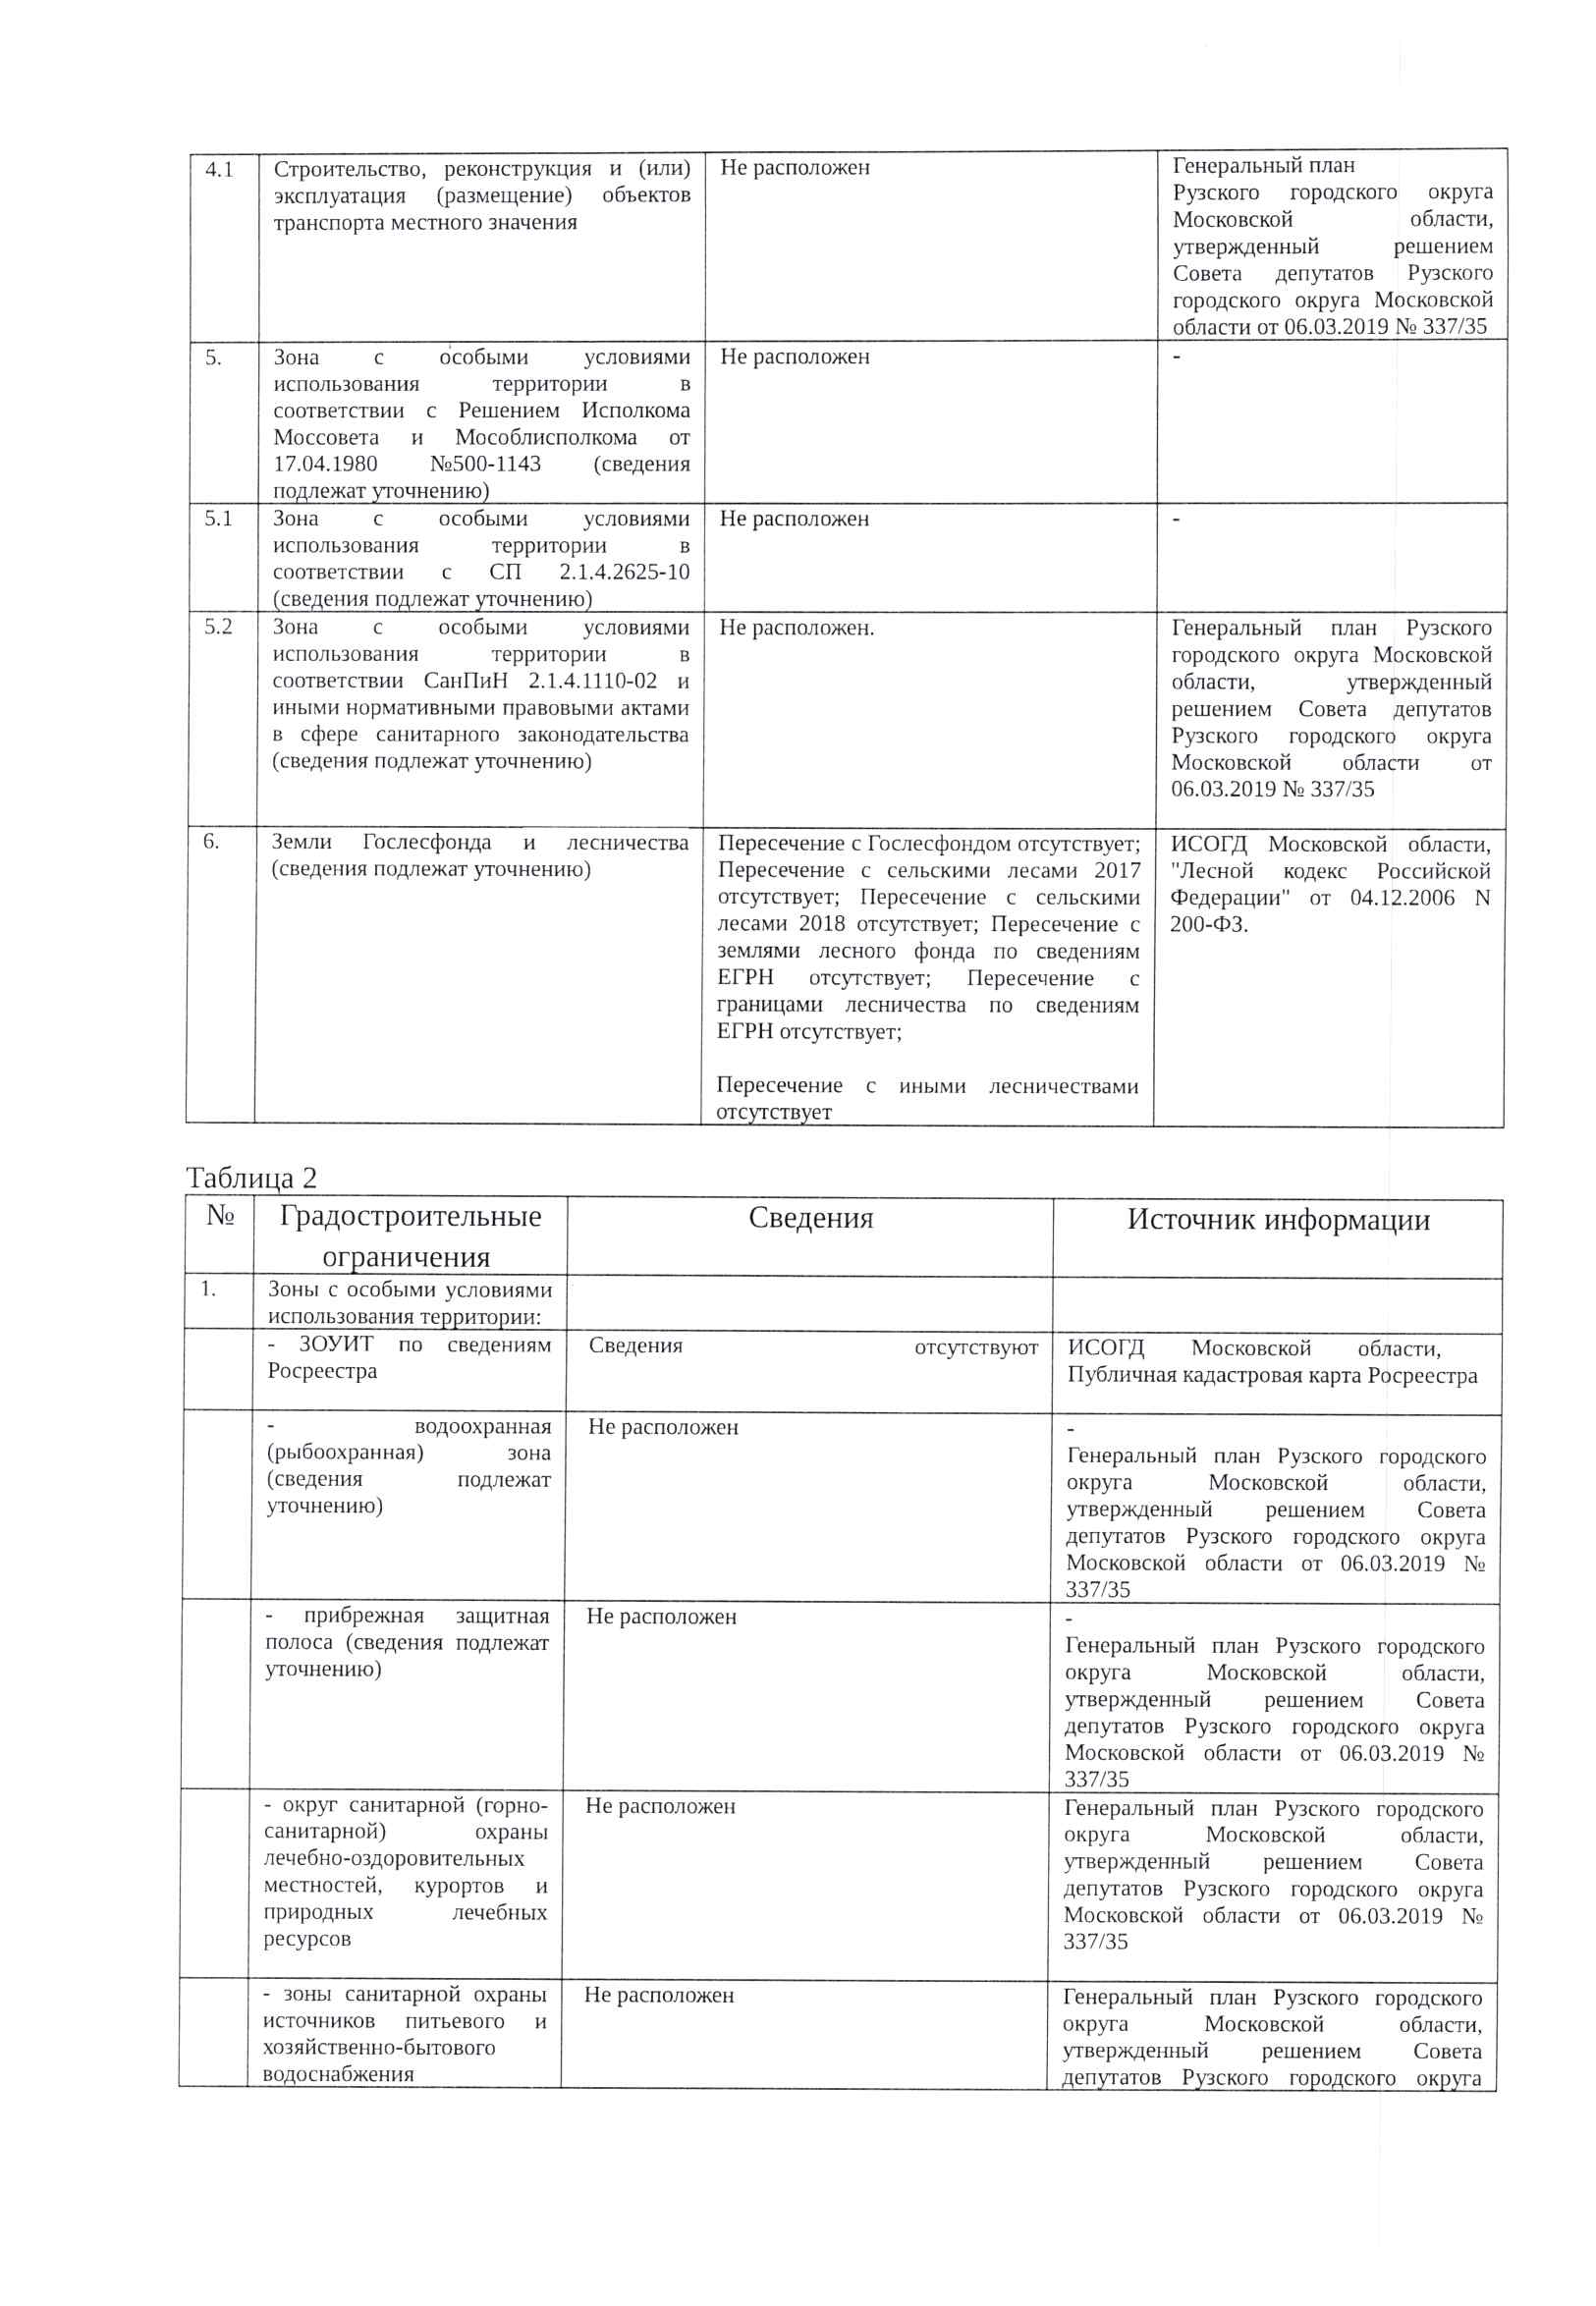 4.1
Строительство, реконструкция и (или)
эксплуатация (размещение) объектов
транспорта местного значения
Не расположен
Генеральный план
Рузского городского округа
Московской области,
утвержденный решением
Совета депутатов Рузского
городского округа Московской
области от 06.03.2019 № 337/35
5.
Зона с особыми условиями
использования территории в
соответствии с Решением Исполкома
Моссовета и Мособлисполкома от
17.04.1980 №500-1143 (сведения
подлежат уточнению)
Не расположен
-
5.1
Зона с особыми условиями
использования территории в
соответствии с СП 2.1.4.2625-10
(сведения подлежат уточнению)
Не расположен
-
5.2
Зона с особыми условиями
использования территории в
соответствии СанПиН 2.1.4.1110-02 и
иными нормативными правовыми актами
в сфере санитарного законодательства
(сведения подлежат уточнению)
Не расположен.
Генеральный план Рузского
городского округа Московской
области, утвержденный
решением Совета депутатов
Рузского городского округа
Московской области от
06.03.2019 № 337/35
6.
Земли Гослесфонда и лесничества
(сведения подлежат уточнению)
Пересечение с Гослесфондом отсутствует;
Пересечение с сельскими лесами 2017
отсутствует; Пересечение с сельскими
лесами 2018 отсутствует; Пересечение с
землями лесного фонда по сведениям
ЕГРН отсутствует; Пересечение с
границами лесничества по сведениям
ЕГРН отсутствует;
Пересечение с иными лесничествами
отсутствует
ИСОГД Московской области,
"Лесной кодекс Российской
Федерации" от 04.12.2006 N
200-ФЗ.
Таблица 2
№
Градостроительные
ограничения
Сведения
Источник информации
1.
Зоны с особыми условиями
использования территории:
- ЗОУИТ по сведениям
Росреестра
Сведения отсутствуют
ИСОГД Московской области,
Публичная кадастровая карта Росреестра
- водоохранная
(рыбоохранная) зона
(сведения подлежат
уточнению)
Не расположен
-
Генеральный план Рузского городского
округа Московской области,
утвержденный решением Совета
депутатов Рузского городского округа
Московской области от 06.03.2019 №
337/35
- прибрежная защитная
полоса (сведения подлежат
уточнению)
Не расположен
-
Генеральный план Рузского городского
округа Московской области,
утвержденный решением Совета
депутатов Рузского городского округа
Московской области от 06.03.2019 №
337/35
- округ санитарной (горно-
санитарной) охраны
лечебно-оздоровительных
местностей, курортов и
природных лечебных
ресурсов
Не расположен
Генеральный план Рузского городского
округа Московской области,
утвержденный решением Совета
депутатов Рузского городского округа
Московской области от 06.03.2019 №
337/35
- зоны санитарной охраны
источников питьевого и
хозяйственно-бытового
водоснабжения
Не расположен
Генеральный план Рузского городского
округа Московской области,
утвержденный решением Совета
депутатов Рузского городского округа